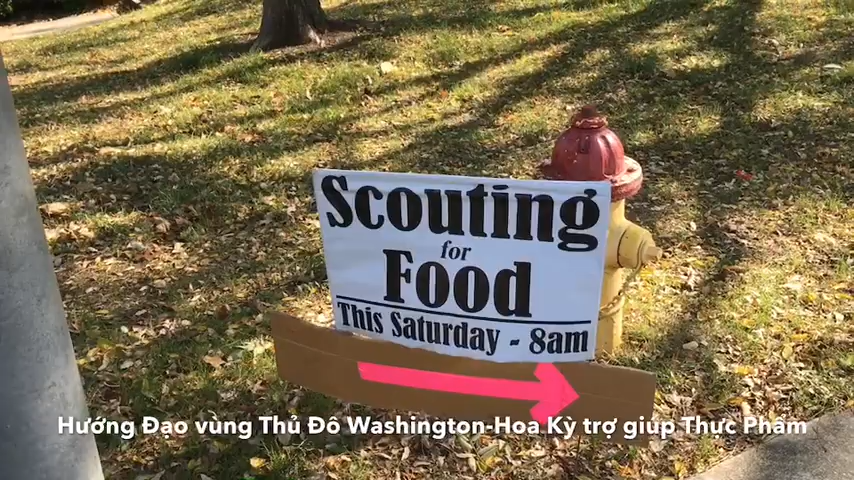 Scouting
for
Food
This Saturday - 8am
Hướng Đạo vùng Thủ Đô Washington-Hoa Kỳ trợ giúp Thực Phẩm